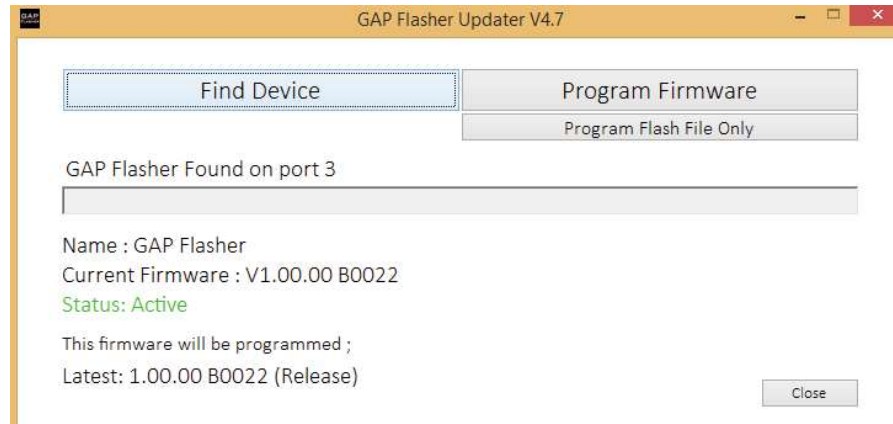 GAP Flasher Updater V4.7
Find Device
Program Firmware
Program Flash File Only
GAP Flasher Found on port 3
Name : GAP Flasher
Current Firmware : V1.00.00 B0022
Status: Active
This firmware will be programmed ;
Latest: 1.00.00 B0022 (Release)
Close